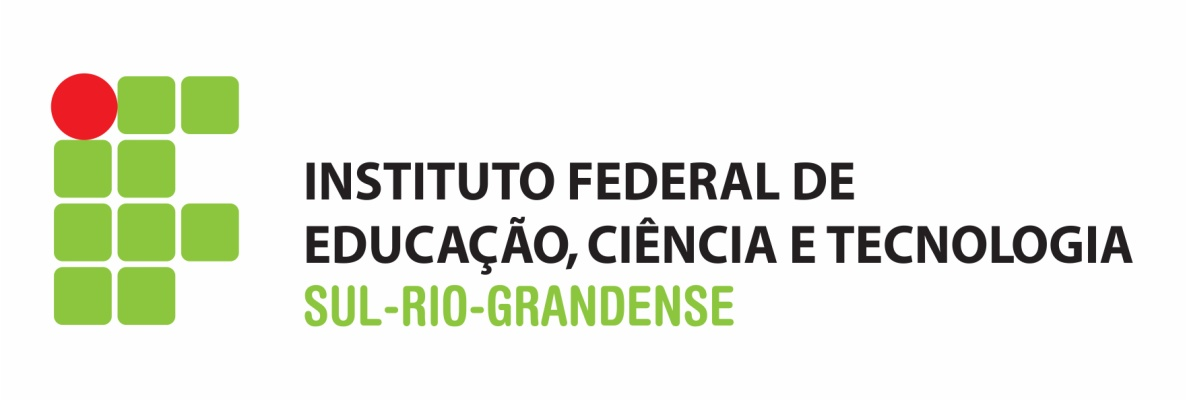 INSTITUTO FEDERAL DE
EDUCAÇÃO, CIÊNCIA E TECNOLOGIA
SUL-RIO-GRANDENSE